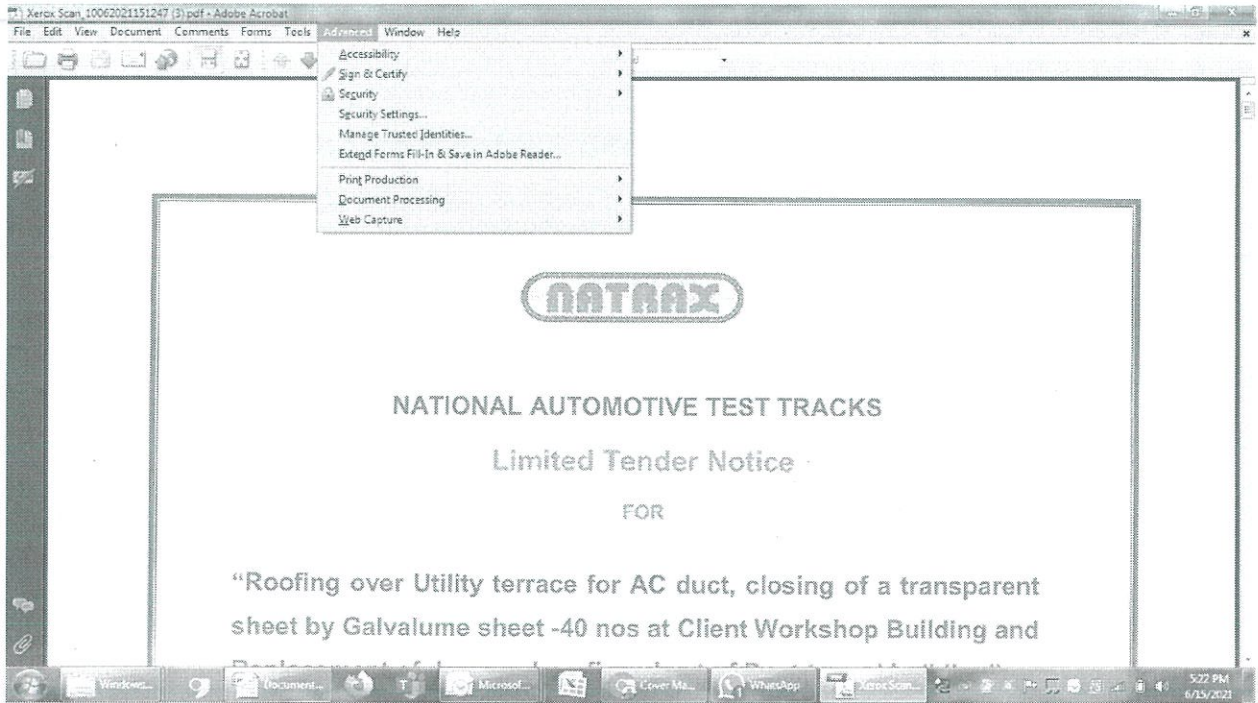 Xerox Scan_10062021151247 (3).pdf - Adobe Acrobat
File Edit View Document Comments Forms Tools Advanced Window Help
Accessibility
Sign & Certify
Security
Security Settings...
Manage Trusted Identities...
Extend Forms Fill-In & Save in Adobe Reader...
Print Production
Document Processing
Web Capture
NATRAX
NATIONAL AUTOMOTIVE TEST TRACKS
Limited Tender Notice
FOR
“Roofing over Utility terrace for AC duct, closing of a transparent
sheet by Galvalume sheet -40 nos at Client Workshop Building and
Windows... Document... Microsof... Cover Ma... WhatsApp Xerox Scan... 5:22 PM
6/15/2021